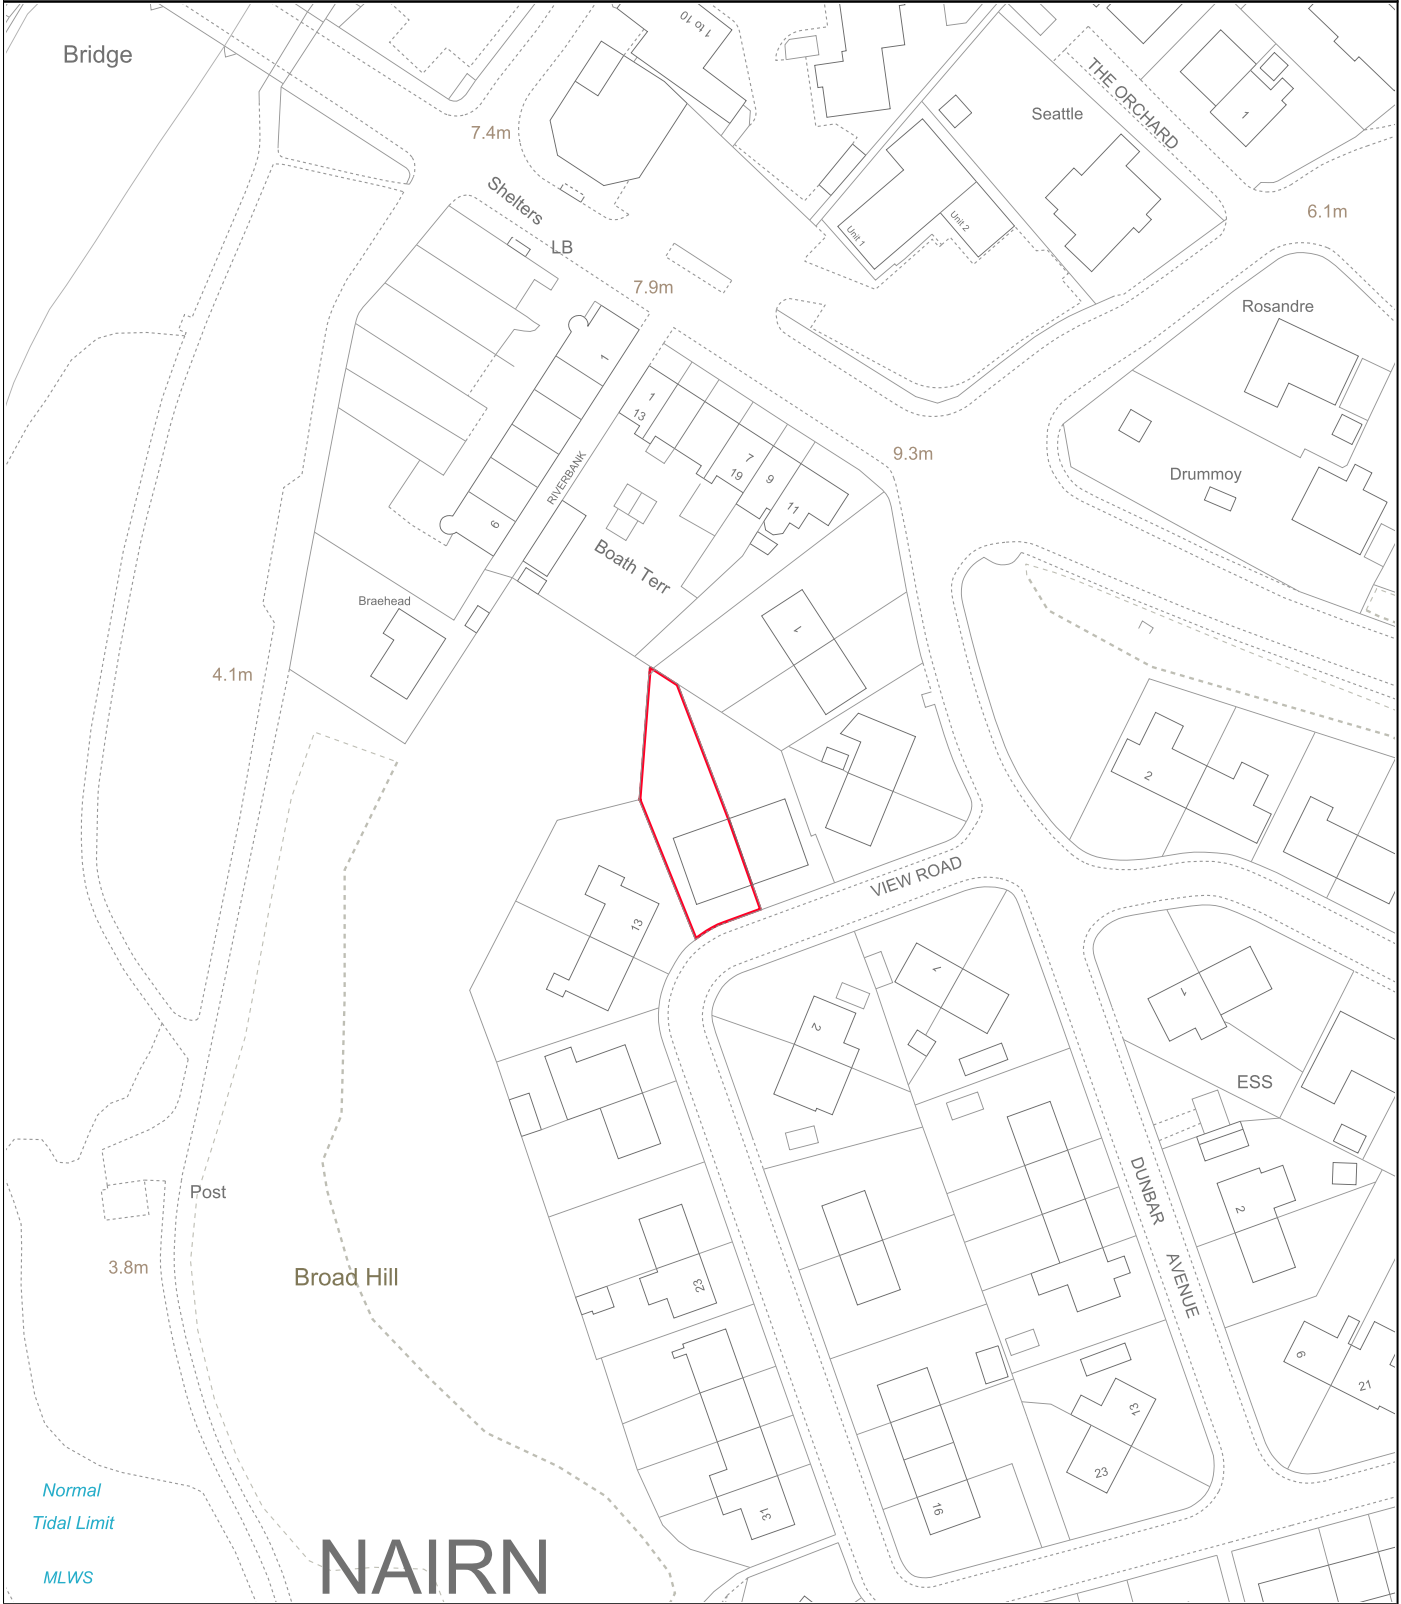 Bridge
1 to 10
7.4m
Shelters
LB
7.9m
Unit 1
Unit 2
Seattle
THE ORCHARD
1
6.1m
Rosandre
9.3m
Drummoy
1
1
13
7
19
9
11
RIVERBANK
6
Boath Terr
Braehead
4.1m
1
2
VIEW ROAD
13
1
2
1
ESS
Post
3.8m
Broad Hill
DUNBAR AVENUE
2
23
31
16
13
23
6
21
Normal
Tidal Limit
MLWS
NAIRN